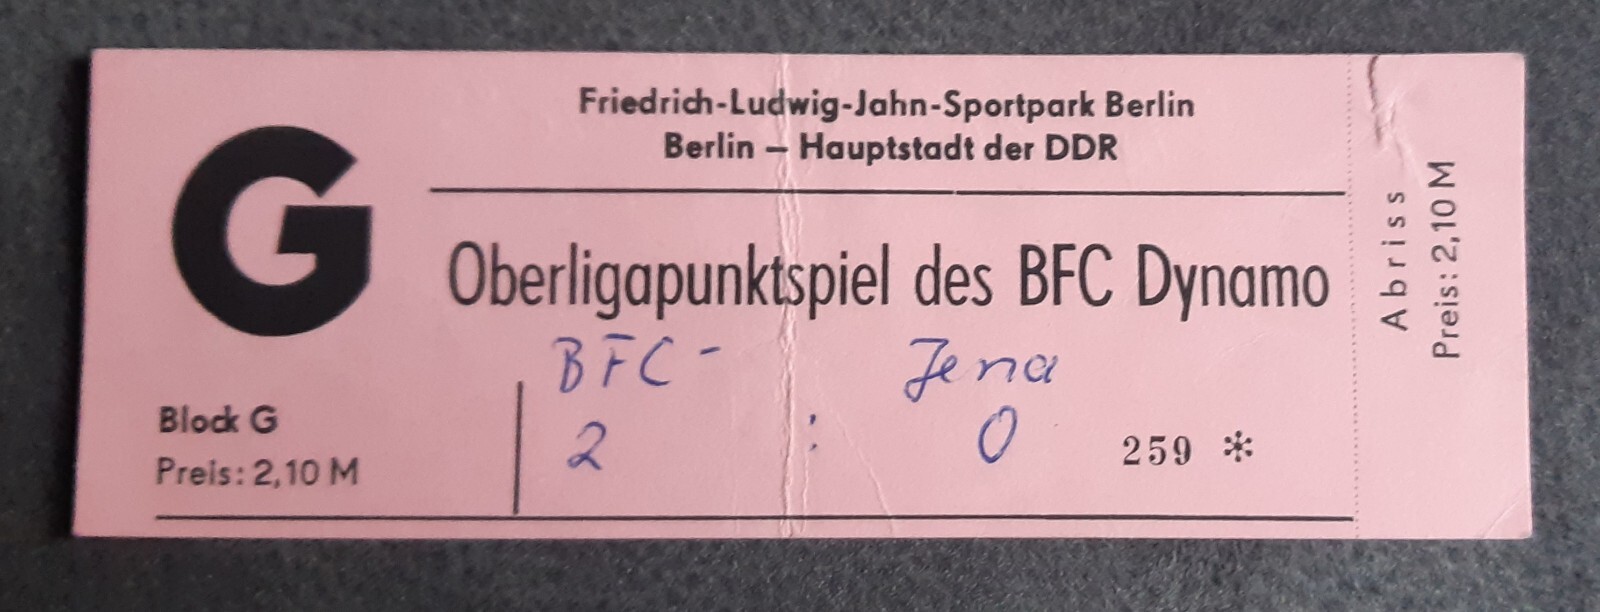 G
Friedrich-Ludwig-Jahn-Sportpark Berlin
Berlin – Hauptstadt der DDR
Oberligapunktspiel des BFC Dynamo
BFC - Jena
2 : 0
Block G
Preis: 2,10 M
259 *
Abriss
Preis: 2,10 M